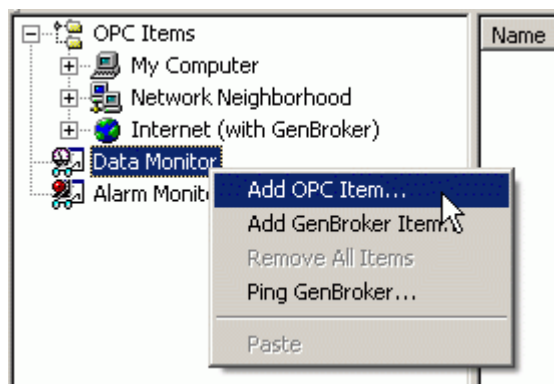 OPC Items
Name
My Computer
Network Neighborhood
Internet (with GenBroker)
Data Monitor
Alarm Monito
Add OPC Item...
Add GenBroker Item...
Remove All Items
Ping GenBroker...
Paste